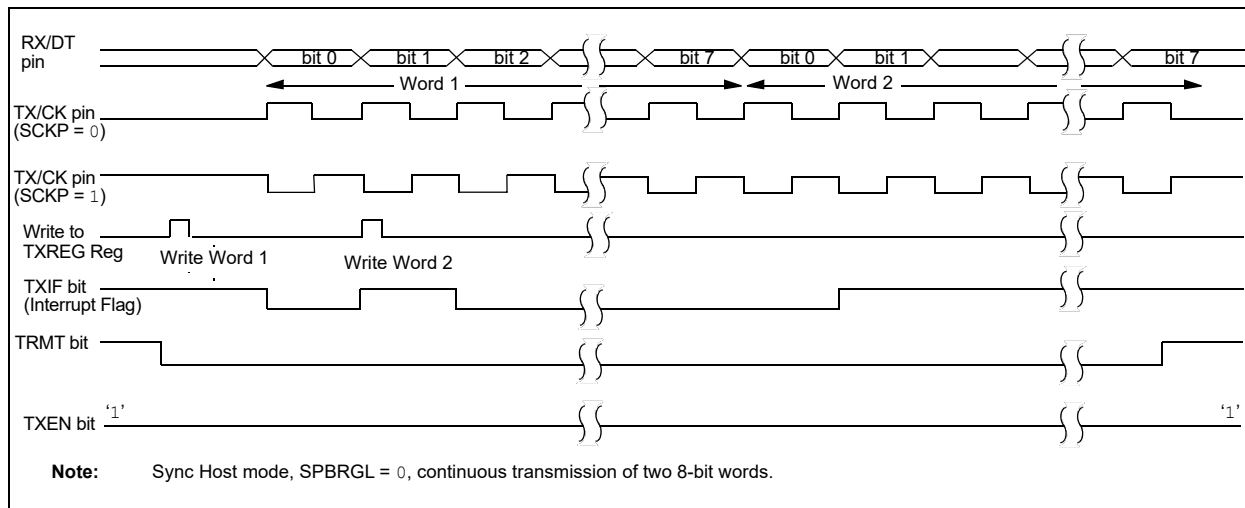 RX/DT
pin
bit 0 bit 1 bit 2 bit 7 bit 0 bit 1 bit 7
Word 1 Word 2
TX/CK pin
(SCKP = 0)
TX/CK pin
(SCKP = 1)
Write to
TXREG Reg
Write Word 1 Write Word 2
TXIF bit
(Interrupt Flag)
TRMT bit
‘1’ ‘1’
TXEN bit
Note: Sync Host mode, SPBRGL = 0, continuous transmission of two 8-bit words.